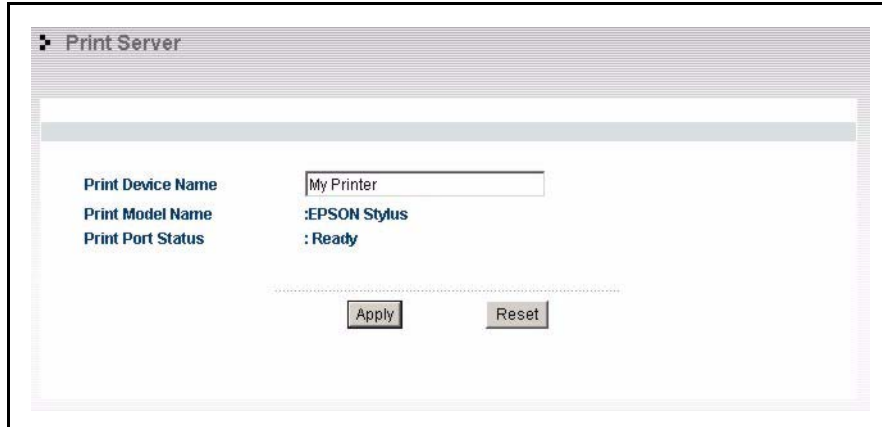 Print Server
Print Device Name My Printer
Print Model Name :EPSON Stylus
Print Port Status : Ready
Apply Reset